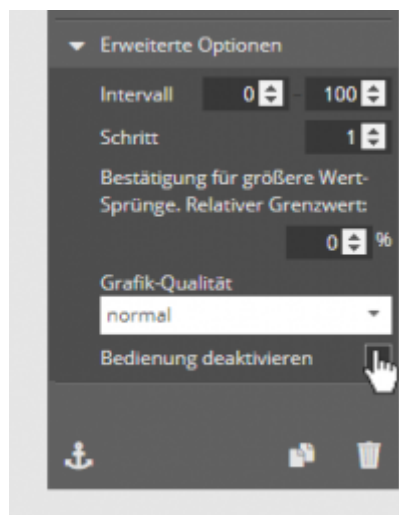 Erweiterte Optionen
Intervall 0 – 100
Schritt 1
Bestätigung für größere Wert-
Sprünge. Relativer Grenzwert:
0 %
Grafik-Qualität
normal
Bedienung deaktivieren